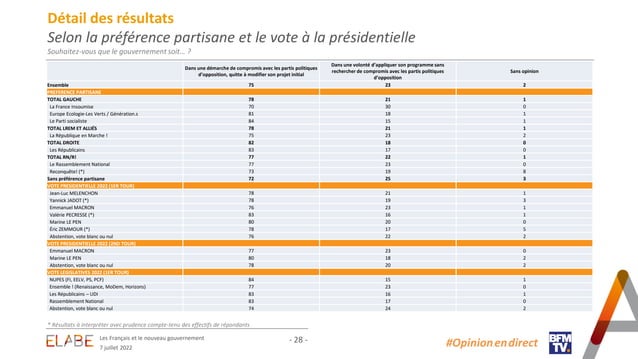 Détail des résultats
Selon la préférence partisane et le vote à la présidentielle
Souhaitez-vous que le gouvernement soit… ?
Dans une démarche de compromis avec les partis politiques d'opposition, quitte à modifier son projet initial
Dans une volonté d'appliquer son programme sans rechercher de compromis avec les partis politiques d'opposition
Sans opinion
Ensemble 75 23 2
PREFERENCE PARTISANE
TOTAL GAUCHE 78 21 1
La France Insoumise 70 30 0
Europe Ecologie-Les Verts / Génération.s 81 18 1
Le Parti socialiste 84 15 1
TOTAL LREM ET ALLIÉS 78 21 1
La République en Marche ! 75 23 2
TOTAL DROITE 82 18 0
Les Républicains 83 17 0
TOTAL RN/R! 77 22 1
Le Rassemblement National 77 23 0
Reconquête! (*) 73 19 8
Sans préférence partisane 72 25 3
VOTE PRESIDENTIELLE 2022 (1ER TOUR)
Jean-Luc MELENCHON 78 21 1
Yannick JADOT (*) 78 19 3
Emmanuel MACRON 76 23 1
Valérie PECRESSE (*) 83 16 1
Marine LE PEN 80 20 0
Éric ZEMMOUR (*) 78 17 5
Abstention, vote blanc ou nul 76 22 2
VOTE PRESIDENTIELLE 2022 (2ND TOUR)
Emmanuel MACRON 77 23 0
Marine LE PEN 80 18 2
Abstention, vote blanc ou nul 78 20 2
VOTE LEGISLATIVES 2022 (1ER TOUR)
NUPES (FI, EELV, PS, PCF) 84 15 1
Ensemble ! (Renaissance, MoDem, Horizons) 77 23 0
Les Républicains – UDI 83 16 1
Rassemblement National 83 17 0
Abstention, vote blanc ou nul 74 24 2
* Résultats à interpréter avec prudence compte-tenu des effectifs de répondants
ELABE
Les Français et le nouveau gouvernement
7 juillet 2022
- 28 -
#Opinion en direct
BFM
TV.